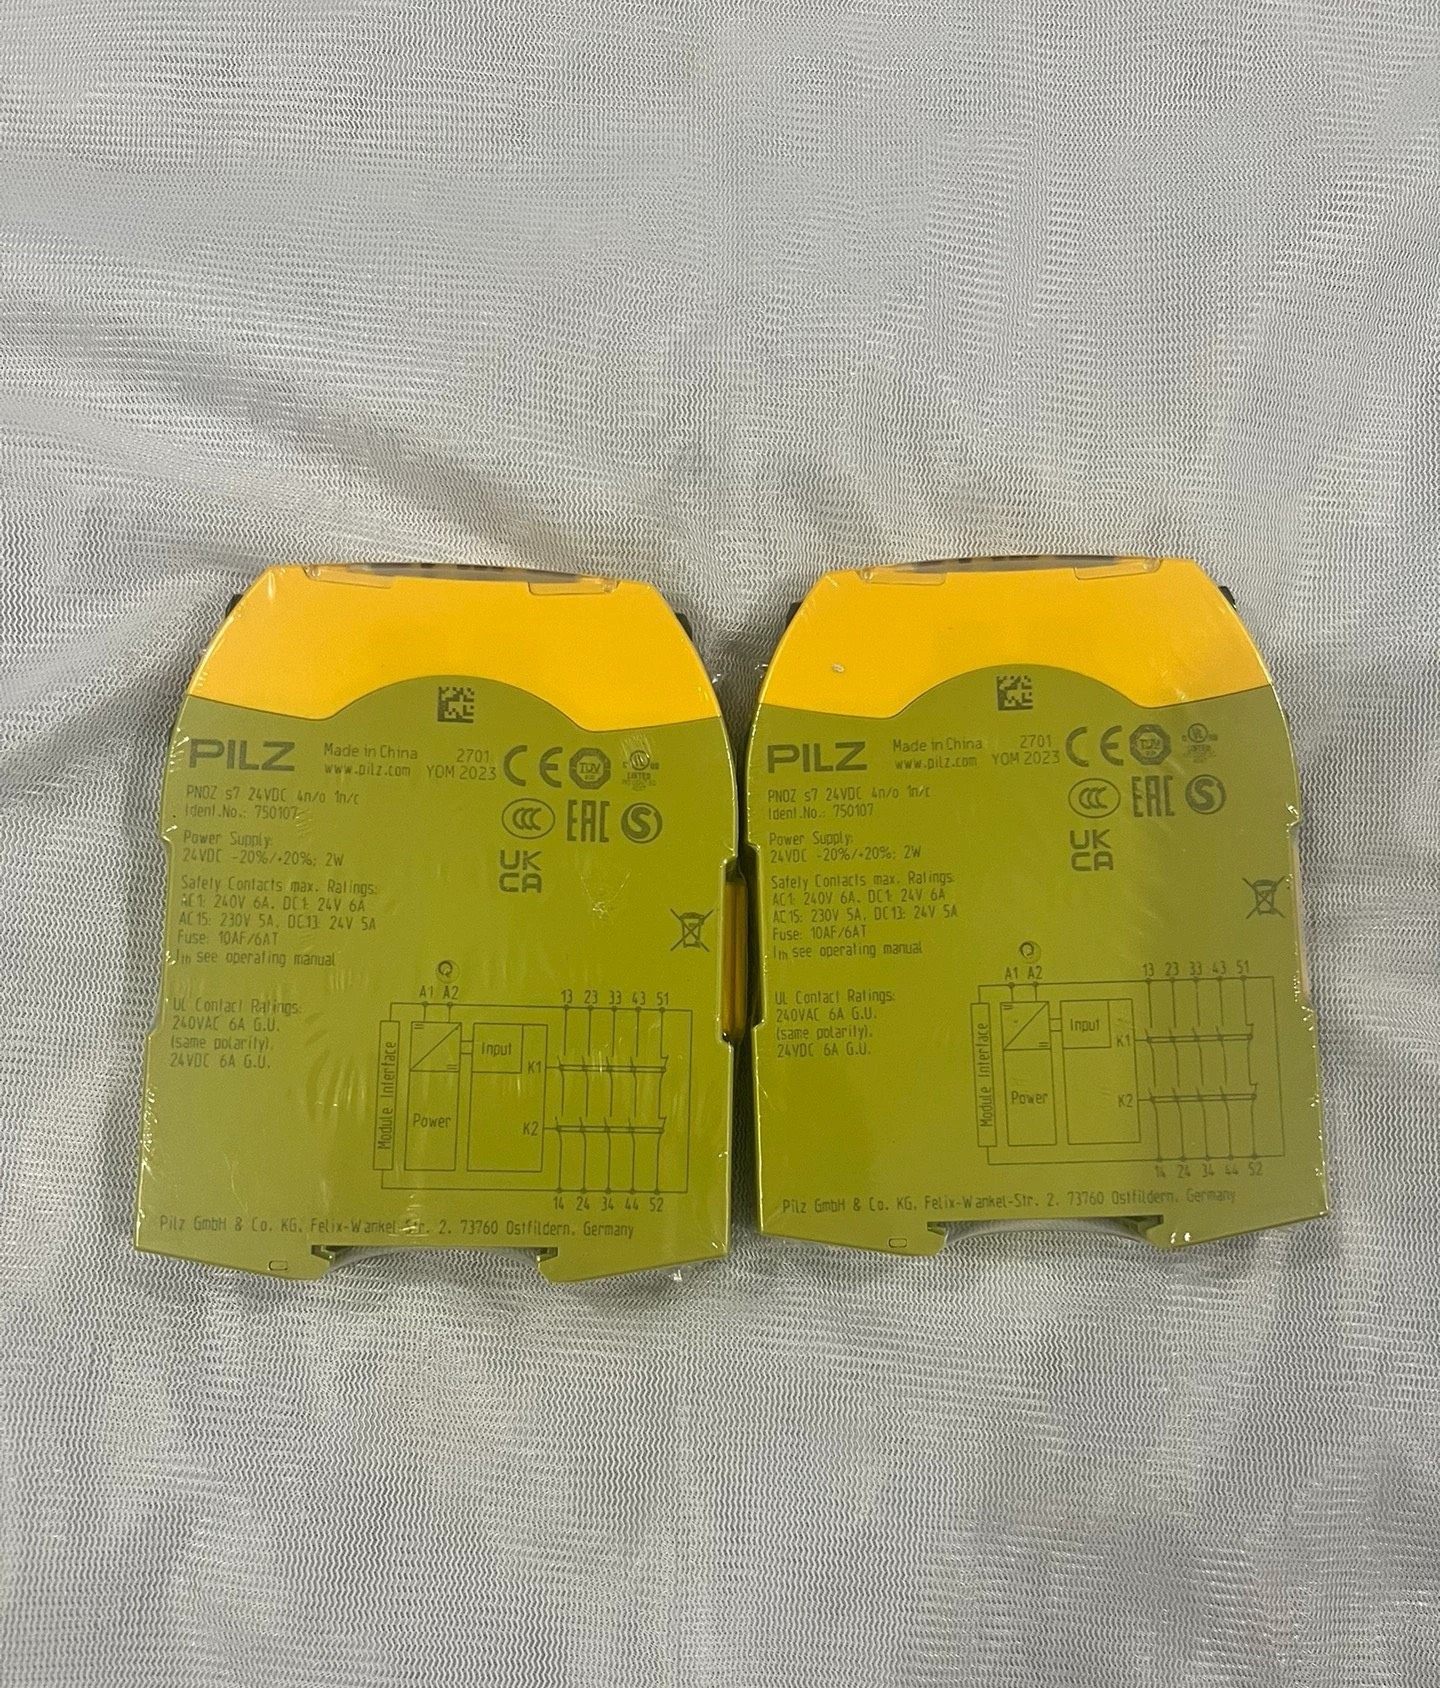 PILZ
Made in China
www.pilz.com
2701
YOM 2023
CE
TÜV
UL
LISTED
CCC
EAC
S
UK
CA
PNOZ s7 24VDC 4n/o 1n/c
Ident.No.: 750107
Power Supply:
24VDC -20%/+20%; 2W
Safety Contacts max. Ratings:
AC1: 240V 6A, DC1: 24V 6A
AC15: 230V 5A, DC13: 24V 5A
Fuse: 10AF/6AT
Ith see operating manual
UL Contact Ratings:
240VAC 6A G.U.
(same polarity),
24VDC 6A G.U.
A1 A2
13 23 33 43 51
Module Interface
Input
Power
K1
K2
14 24 34 44 52
Pilz GmbH & Co. KG, Felix-Wankel-Str. 2, 73760 Ostfildern, Germany
PILZ
Made in China
www.pilz.com
2701
YOM 2023
CE
TÜV
UL
CCC
EAC
S
UK
CA
PNOZ s7 24VDC 4n/o 1n/c
Ident.No.: 750107
Power Supply:
24VDC -20%/+20%; 2W
Safety Contacts max. Ratings:
AC1: 240V 6A, DC1: 24V 6A
AC15: 230V 5A, DC13: 24V 5A
Fuse: 10AF/6AT
Ith see operating manual
UL Contact Ratings:
240VAC 6A G.U.
(same polarity),
24VDC 6A G.U.
A1 A2
13 23 33 43 51
Module Interface
Input
Power
K1
K2
14 24 34 44 52
Pilz GmbH & Co. KG, Felix-Wankel-Str. 2, 73760 Ostfildern, Germany